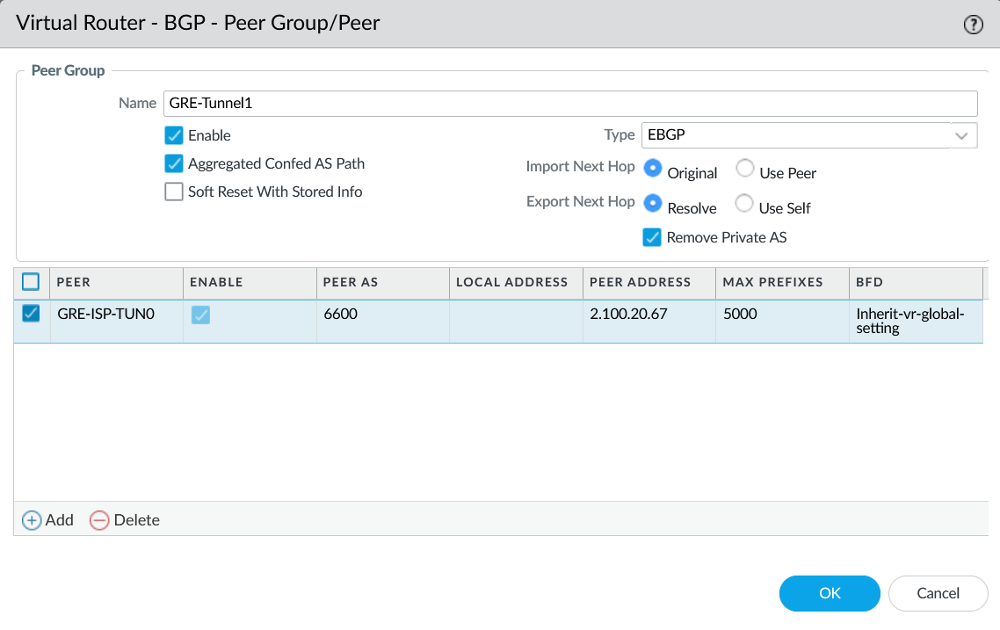 Virtual Router - BGP - Peer Group/Peer
?
Peer Group
Name GRE-Tunnel1
Enable
Type EBGP
Aggregated Confed AS Path
Import Next Hop Original Use Peer
Soft Reset With Stored Info
Export Next Hop Resolve Use Self
Remove Private AS
PEER ENABLE PEER AS LOCAL ADDRESS PEER ADDRESS MAX PREFIXES BFD
GRE-ISP-TUN0 6600 2.100.20.67 5000 Inherit-vr-global-
setting
Add Delete
OK Cancel